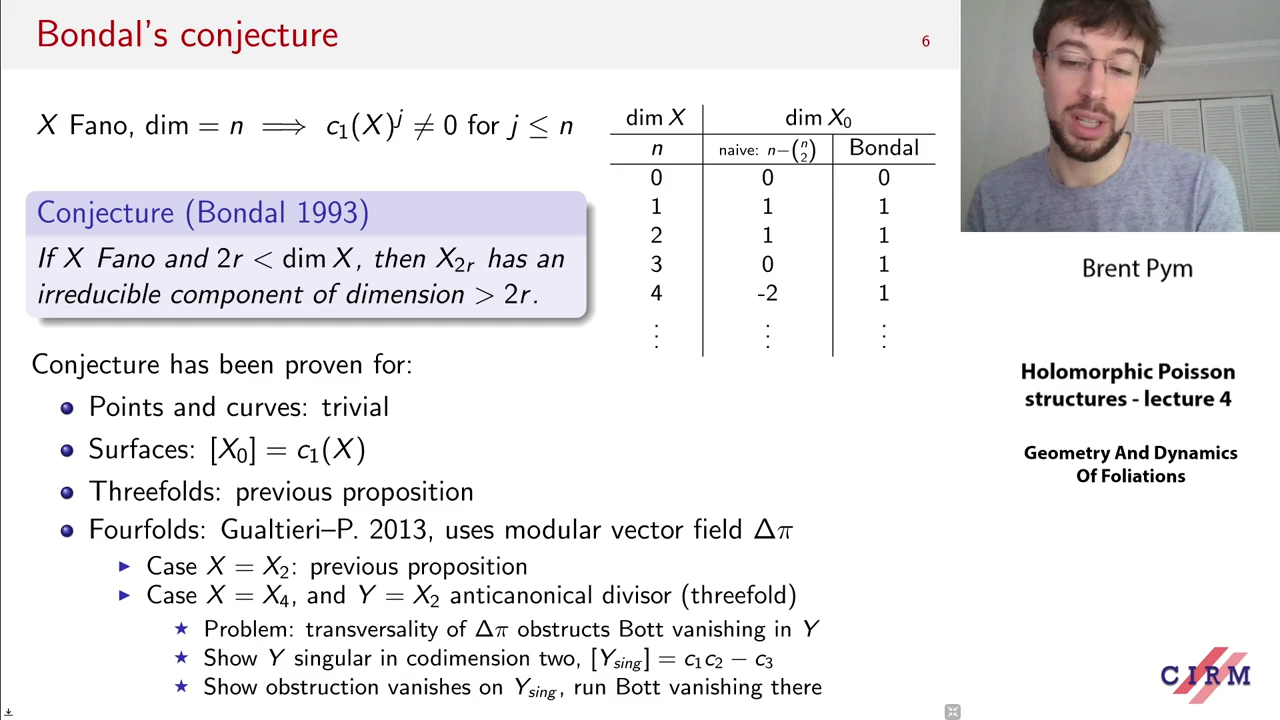 Bondal's conjecture
6
X Fano, dim = n ⟹ c₁(X)ʲ ≠ 0 for j ≤ n
Conjecture (Bondal 1993)
If X Fano and 2r < dim X, then X₂ᵣ has an
irreducible component of dimension > 2r.
dim X dim X₀
n naive: n−(n 2) Bondal
0 0 0
1 1 1
2 1 1
3 0 1
4 -2 1
⋮ ⋮ ⋮
Conjecture has been proven for:
Points and curves: trivial
Surfaces: [X₀] = c₁(X)
Threefolds: previous proposition
Fourfolds: Gualtieri–P. 2013, uses modular vector field Δπ
▶ Case X = X₂: previous proposition
▶ Case X = X₄, and Y = X₂ anticanonical divisor (threefold)
★ Problem: transversality of Δπ obstructs Bott vanishing in Y
★ Show Y singular in codimension two, [Y_sing] = c₁c₂ − c₃
★ Show obstruction vanishes on Y_sing, run Bott vanishing there
Brent Pym
Holomorphic Poisson
structures - lecture 4
Geometry And Dynamics
Of Foliations
CIRM